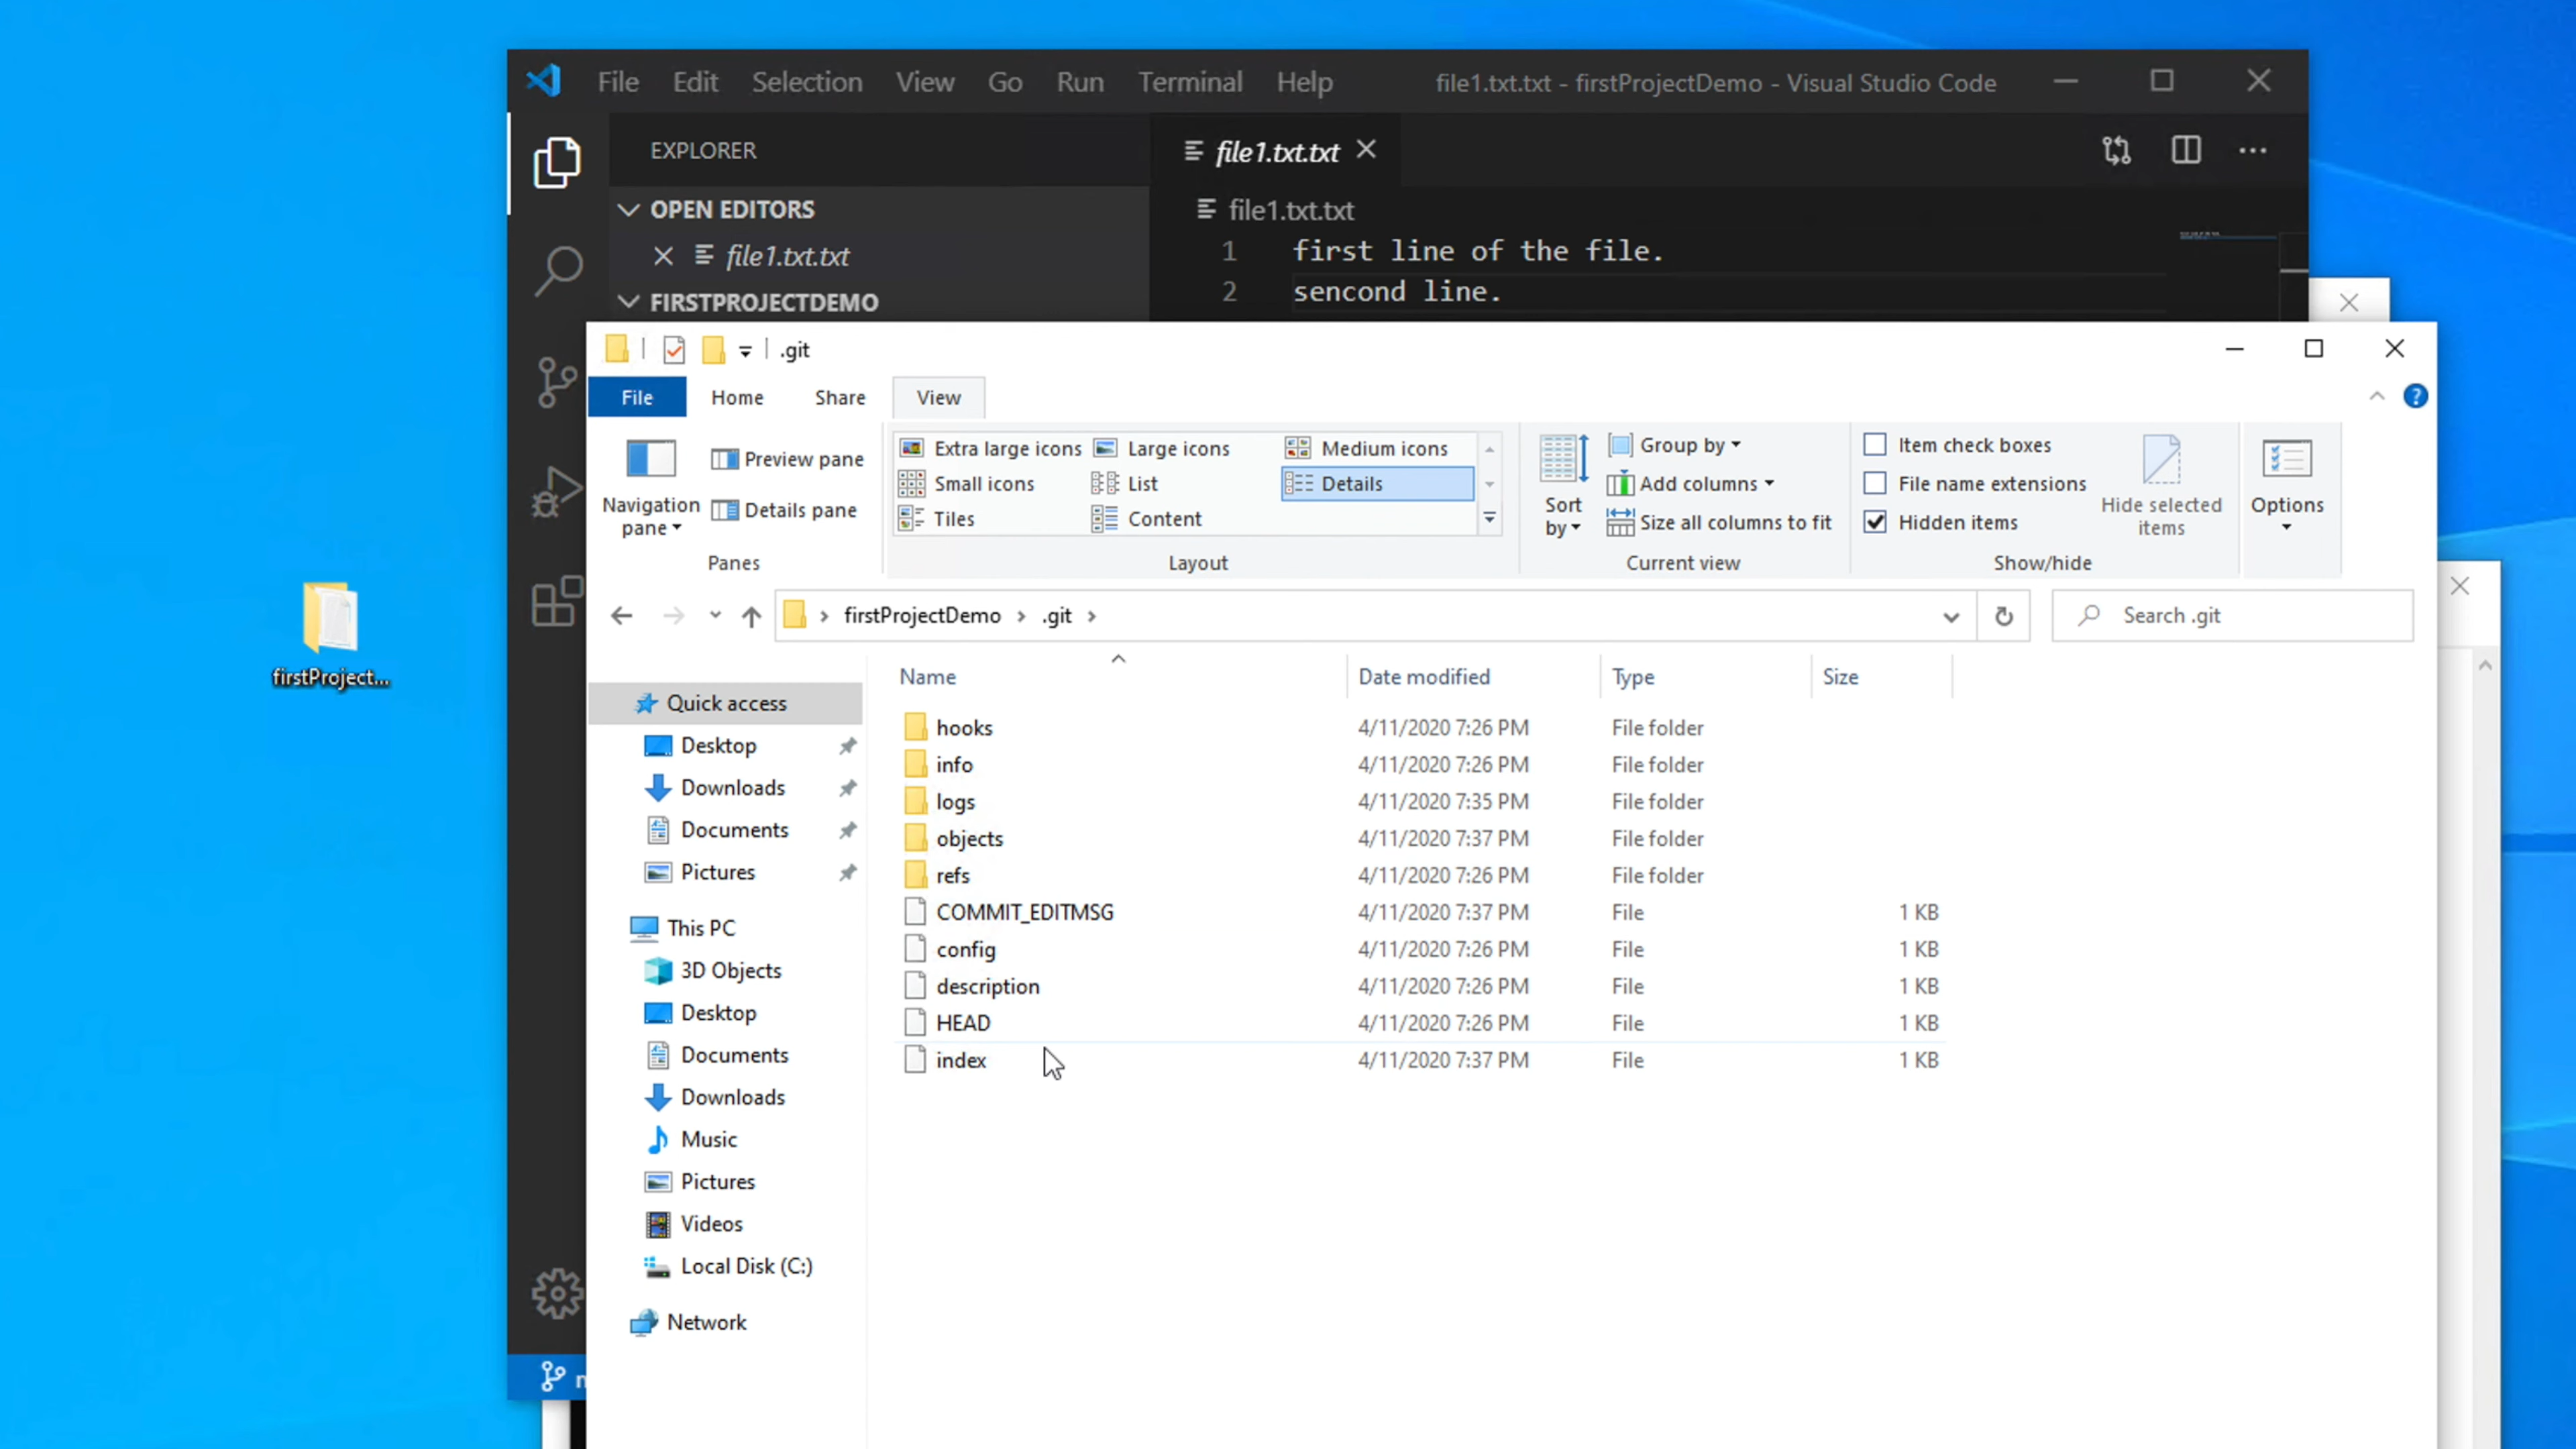 File Edit Selection View Go Run Terminal Help file1.txt.txt - firstProjectDemo - Visual Studio Code
EXPLORER
file1.txt.txt
OPEN EDITORS
file1.txt.txt
file1.txt.txt
1 first line of the file.
2 sencond line.
FIRSTPROJECTDEMO
.git
File Home Share View
Navigation pane
Preview pane
Details pane
Panes
Extra large icons Large icons Medium icons
Small icons List Details
Tiles Content
Layout
Sort by
Group by
Add columns
Size all columns to fit
Current view
Item check boxes
File name extensions
Hidden items
Hide selected items
Show/hide
Options
firstProjectDemo .git
Search .git
firstProject...
Quick access
Desktop
Downloads
Documents
Pictures
This PC
3D Objects
Desktop
Documents
Downloads
Music
Pictures
Videos
Local Disk (C:)
Network
Name Date modified Type Size
hooks 4/11/2020 7:26 PM File folder
info 4/11/2020 7:26 PM File folder
logs 4/11/2020 7:35 PM File folder
objects 4/11/2020 7:37 PM File folder
refs 4/11/2020 7:26 PM File folder
COMMIT_EDITMSG 4/11/2020 7:37 PM File 1 KB
config 4/11/2020 7:26 PM File 1 KB
description 4/11/2020 7:26 PM File 1 KB
HEAD 4/11/2020 7:26 PM File 1 KB
index 4/11/2020 7:37 PM File 1 KB